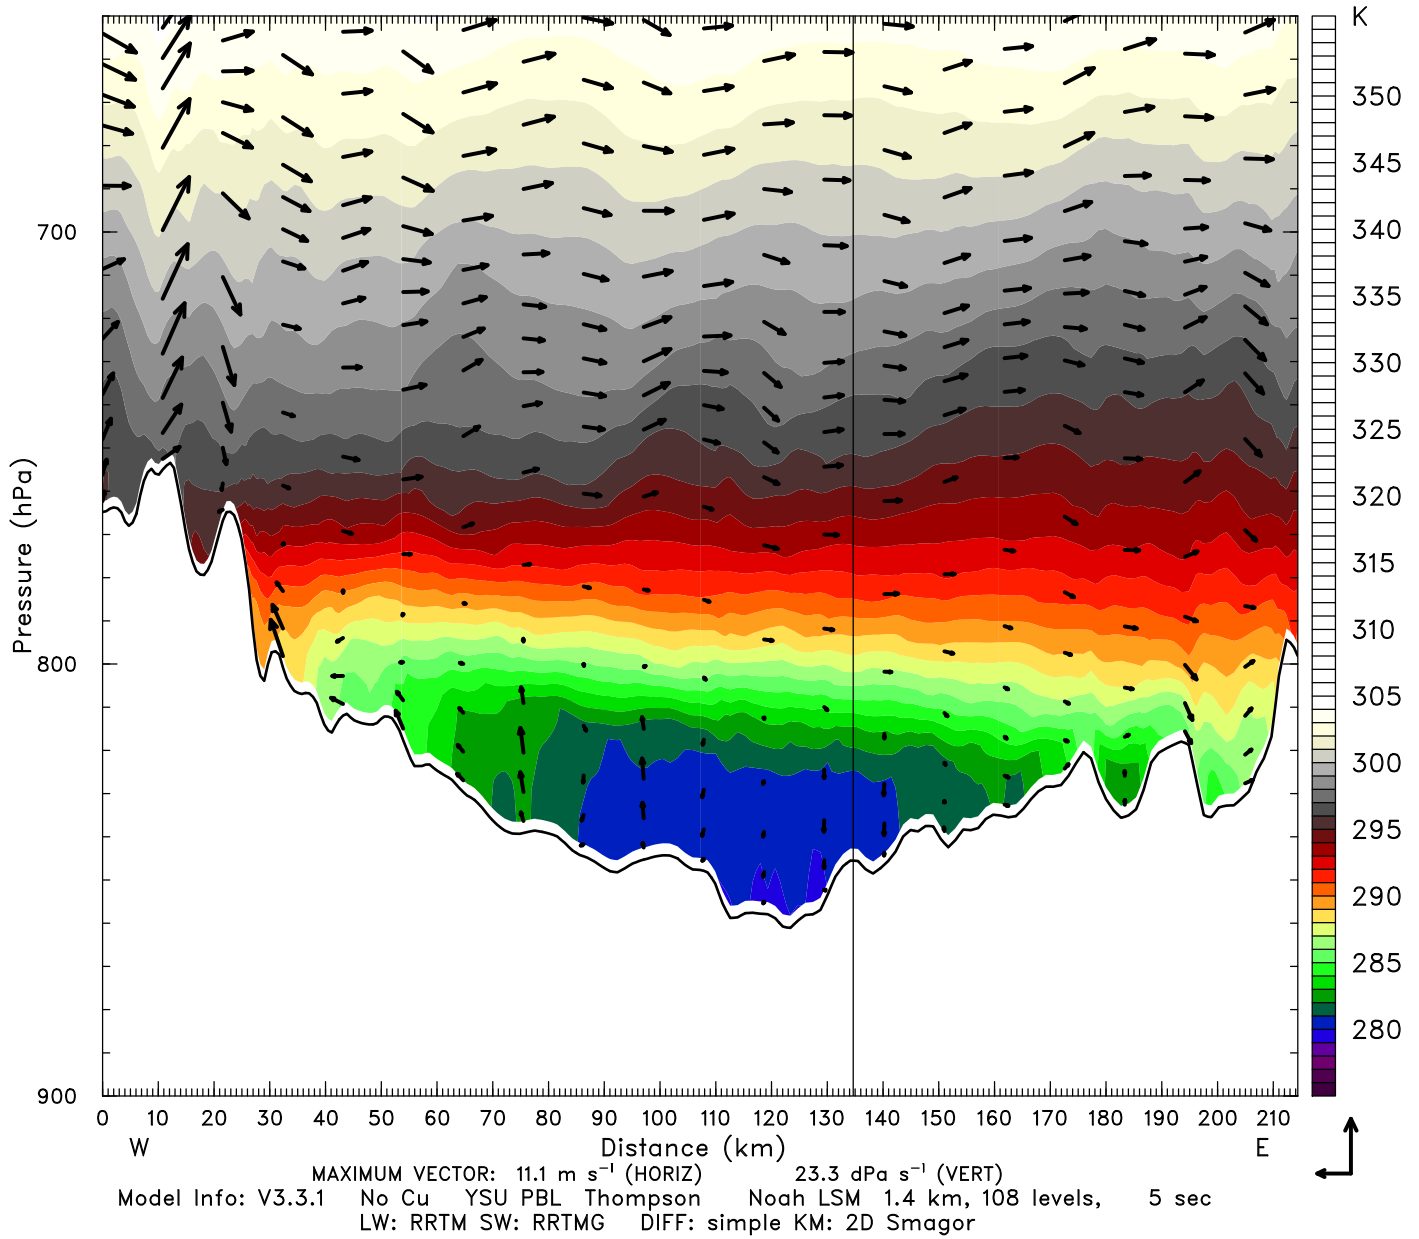 K
350
345
340
335
330
325
320
315
310
305
300
295
290
285
280
700
800
900
Pressure (hPa)
0 10 20 30 40 50 60 70 80 90 100 110 120 130 140 150 160 170 180 190 200 210
W Distance (km) E
MAXIMUM VECTOR: 11.1 m s⁻¹ (HORIZ) 23.3 dPa s⁻¹ (VERT)
Model Info: V3.3.1 No Cu YSU PBL Thompson Noah LSM 1.4 km, 108 levels, 5 sec
LW: RRTM SW: RRTMG DIFF: simple KM: 2D Smagor